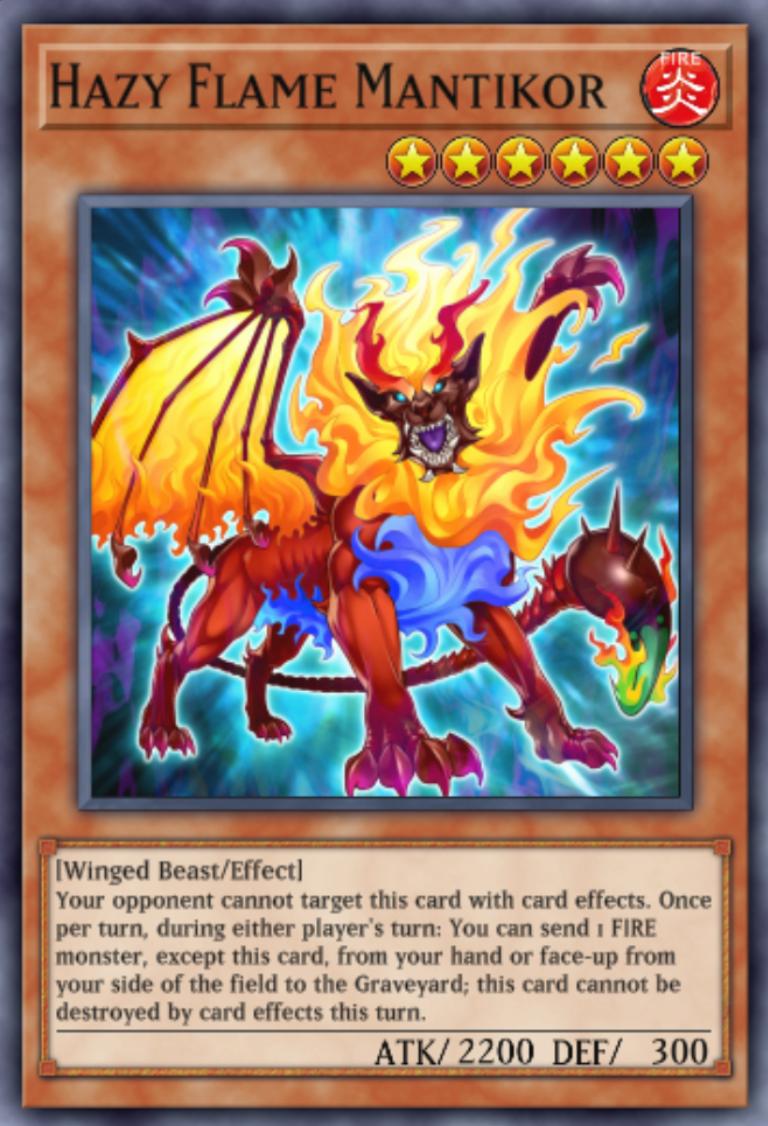 HAZY FLAME MANTIKOR
FIRE
炎
[Winged Beast/Effect]
Your opponent cannot target this card with card effects. Once
per turn, during either player's turn: You can send 1 FIRE
monster, except this card, from your hand or face-up from
your side of the field to the Graveyard; this card cannot be
destroyed by card effects this turn.
ATK/ 2200 DEF/ 300